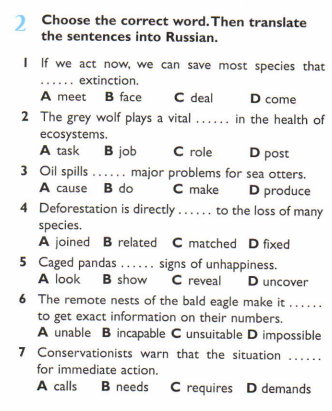 2 Choose the correct word. Then translate
the sentences into Russian.
1 If we act now, we can save most species that
...... extinction.
A meet B face C deal D come
2 The grey wolf plays a vital ...... in the health of
ecosystems.
A task B job C role D post
3 Oil spills ...... major problems for sea otters.
A cause B do C make D produce
4 Deforestation is directly ...... to the loss of many
species.
A joined B related C matched D fixed
5 Caged pandas ...... signs of unhappiness.
A look B show C reveal D uncover
6 The remote nests of the bald eagle make it ......
to get exact information on their numbers.
A unable B incapable C unsuitable D impossible
7 Conservationists warn that the situation ......
for immediate action.
A calls B needs C requires D demands